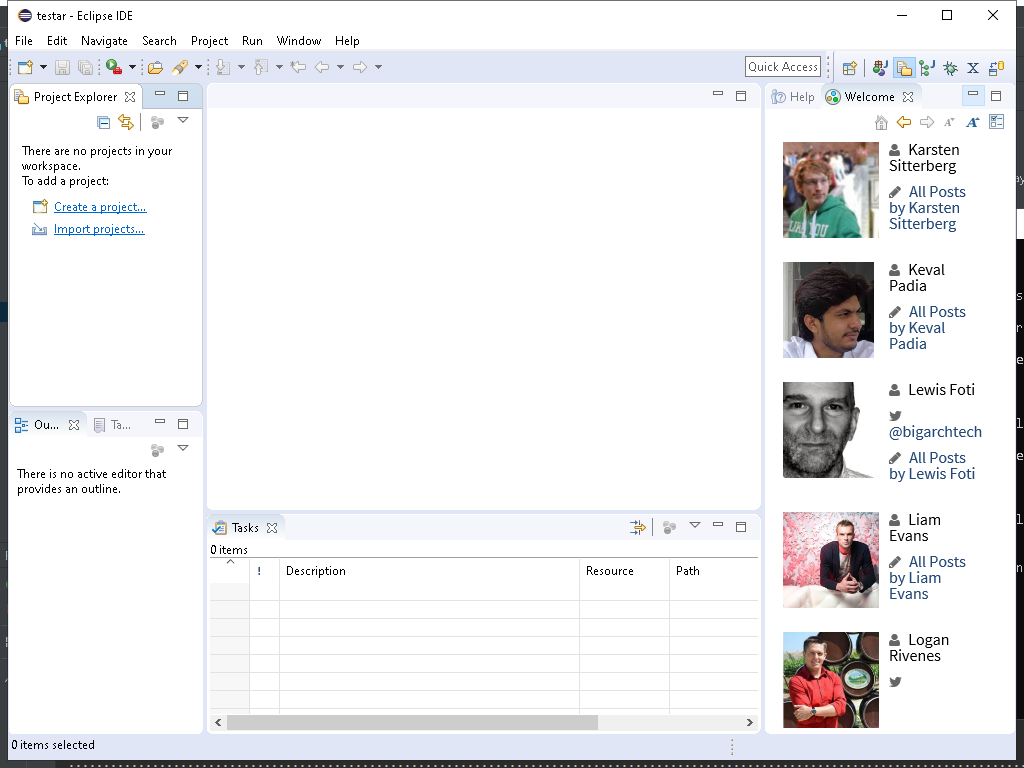 testar - Eclipse IDE
File Edit Navigate Search Project Run Window Help
Quick Access
Project Explorer
There are no projects in your
workspace.
To add a project:
Create a project...
Import projects...
Ou...
Ta...
There is no active editor that
provides an outline.
Tasks
0 items
! Description Resource Path
Help
Welcome
Karsten
Sitterberg
All Posts
by Karsten
Sitterberg
Keval
Padia
All Posts
by Keval
Padia
Lewis Foti
@bigarchtech
All Posts
by Lewis Foti
Liam
Evans
All Posts
by Liam
Evans
Logan
Rivenes
0 items selected